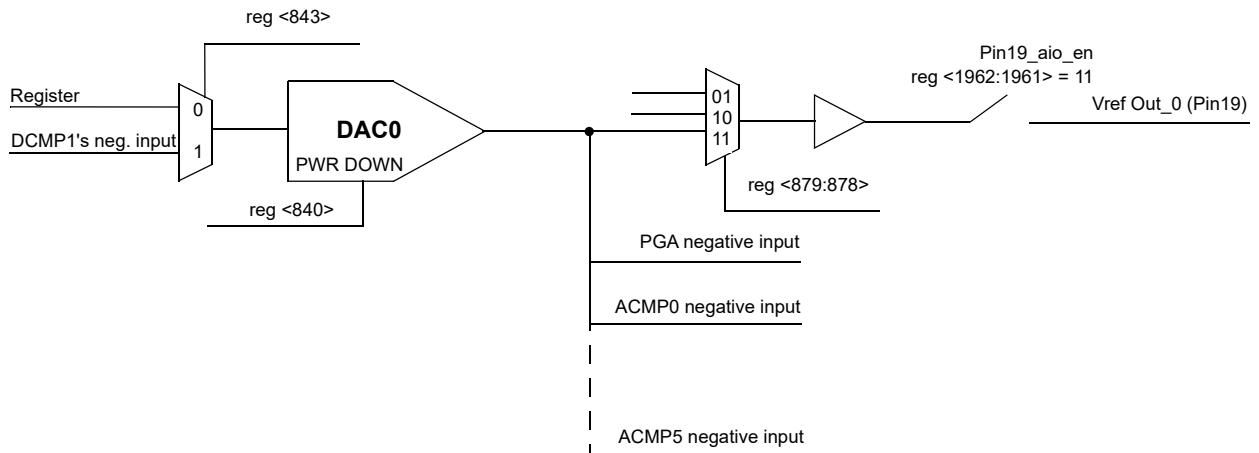 reg <843>
Pin19_aio_en
reg <1962:1961> = 11
Register
0
01
Vref Out_0 (Pin19)
10
DAC0
DCMP1's neg. input
1
11
PWR DOWN
reg <879:878>
reg <840>
PGA negative input
ACMP0 negative input
ACMP5 negative input